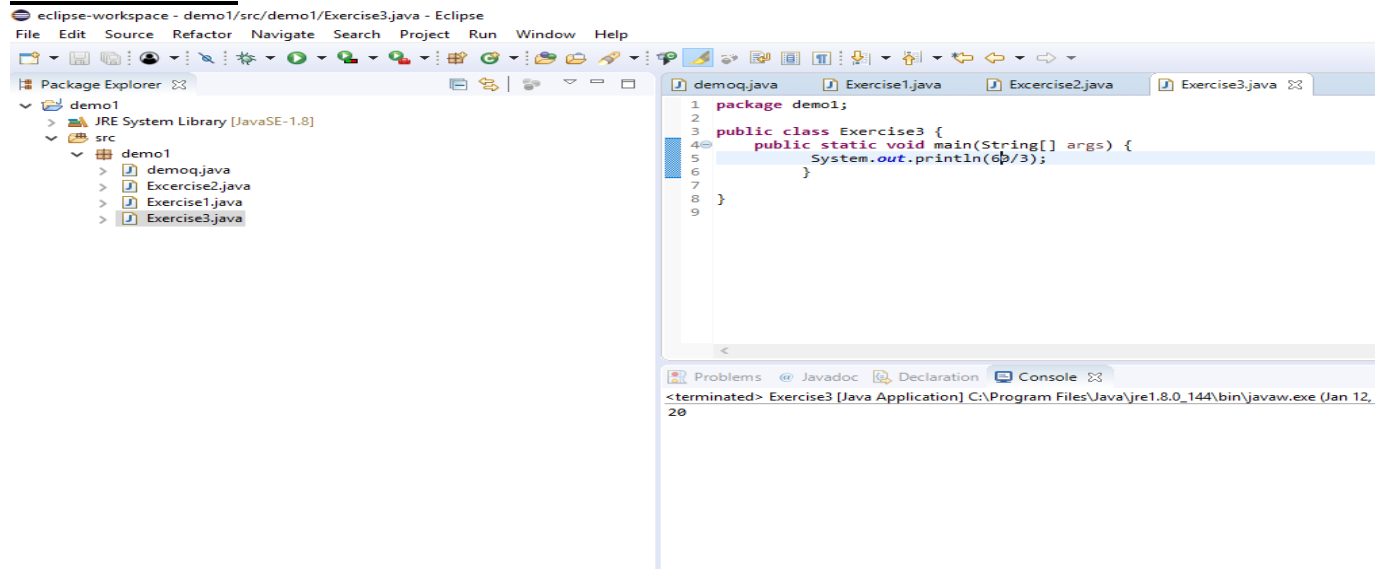 eclipse-workspace - demo1/src/demo1/Exercise3.java - Eclipse
File Edit Source Refactor Navigate Search Project Run Window Help
Package Explorer
demo1
JRE System Library [JavaSE-1.8]
src
demo1
demoq.java
Excercise2.java
Exercise1.java
Exercise3.java
demoq.java Exercise1.java Excercise2.java Exercise3.java
1 package demo1;
2
3 public class Exercise3 {
4 public static void main(String[] args) {
5 System.out.println(60/3);
6 }
7
8 }
9
Problems Javadoc Declaration Console
<terminated> Exercise3 [Java Application] C:\Program Files\Java\jre1.8.0_144\bin\javaw.exe (Jan 12,
20